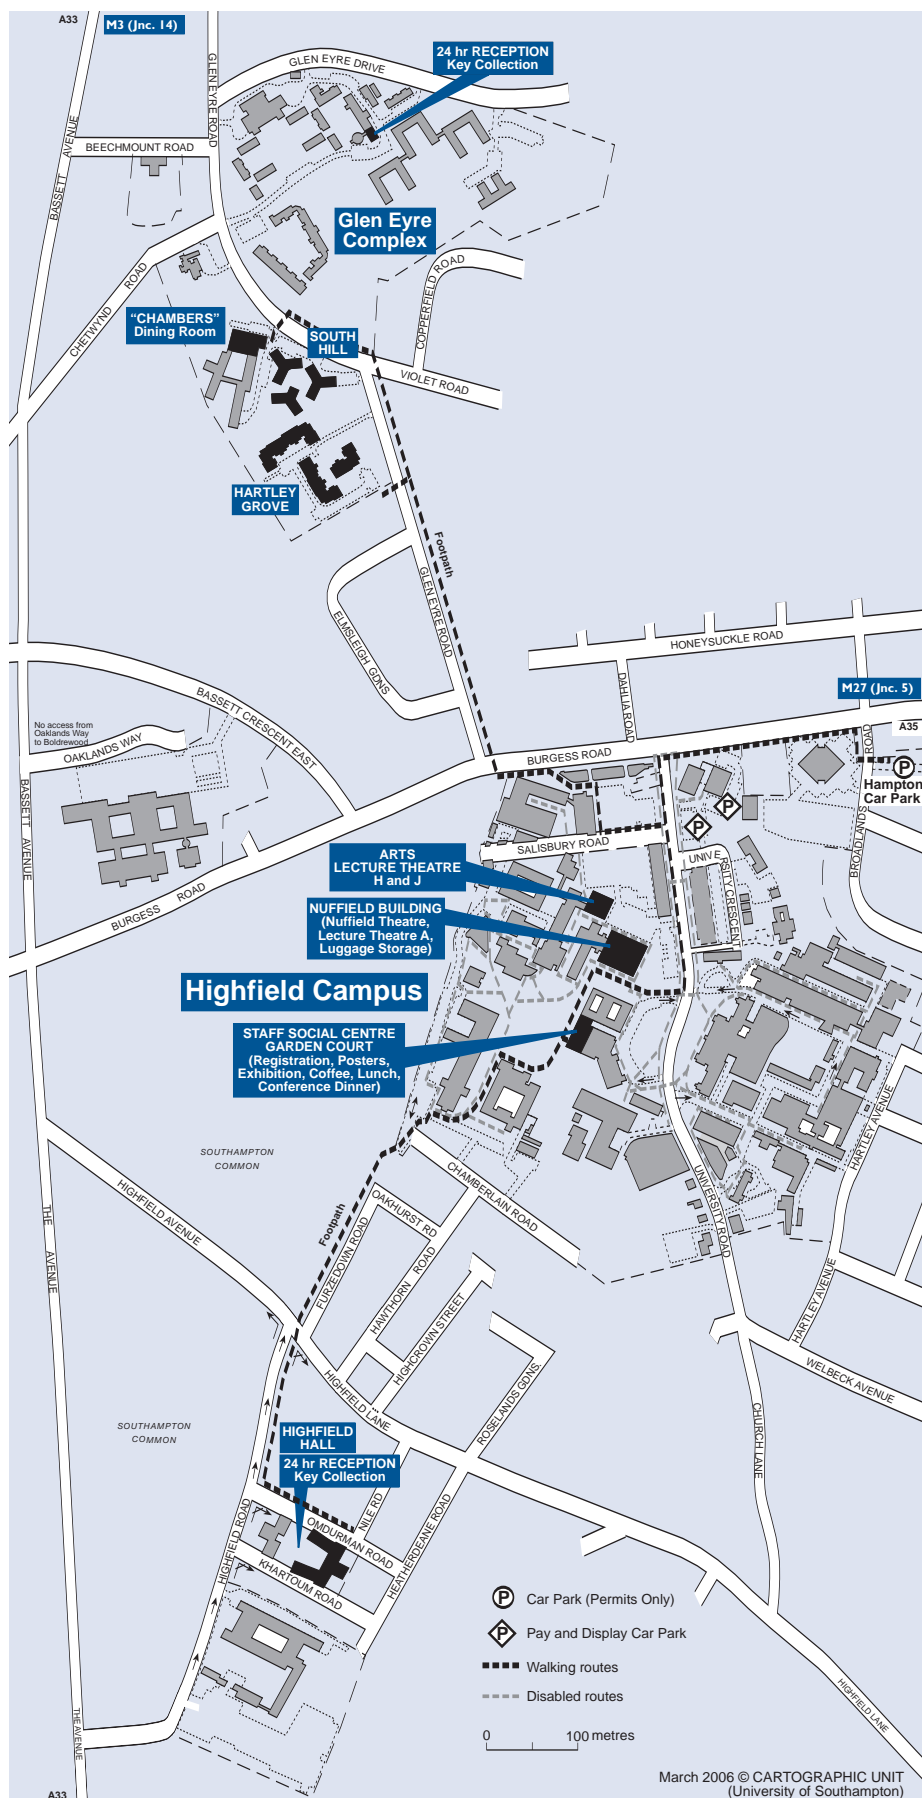 A33
M3 (Jnc. 14)
24 hr RECEPTION
Key Collection
GLEN EYRE DRIVE
GLEN EYRE ROAD
BASSETT AVENUE
BEECHMOUNT ROAD
Glen Eyre
Complex
COPPERFIELD ROAD
CHETWYND ROAD
“CHAMBERS”
Dining Room
SOUTH
HILL
VIOLET ROAD
HARTLEY
GROVE
Footpath
GLEN EYRE ROAD
ELMSLEIGH GDNS
HONEYSUCKLE ROAD
DAHLIA ROAD
M27 (Jnc. 5)
BASSETT CRESCENT EAST
No access from
Oaklands Way
to Boldrewood
OAKLANDS WAY
A35
BURGESS ROAD
BROADLANDS ROAD
P
Hampton
Car Park
P
P
BASSETT AVENUE
SALISBURY ROAD
UNIVERSITY CRESCENT
ARTS
LECTURE THEATRE
H and J
BURGESS ROAD
NUFFIELD BUILDING
(Nuffield Theatre,
Lecture Theatre A,
Luggage Storage)
Highfield Campus
STAFF SOCIAL CENTRE
GARDEN COURT
(Registration, Posters,
Exhibition, Coffee, Lunch,
Conference Dinner)
HARTLEY AVENUE
SOUTHAMPTON
COMMON
CHAMBERLAIN ROAD
UNIVERSITY ROAD
HIGHFIELD AVENUE
THE AVENUE
Footpath
OAKHURST RD
FURZEDOWN ROAD
HAWTHORN ROAD
HIGHCROWN STREET
HARTLEY AVENUE
WELBECK AVENUE
ROSELANDS GDNS.
HIGHFIELD LANE
CHURCH LANE
SOUTHAMPTON
COMMON
HIGHFIELD
HALL
24 hr RECEPTION
Key Collection
NILE RD
HEATHERDEANE ROAD
OMDURMAN ROAD
HIGHFIELD ROAD
KHARTOUM ROAD
P Car Park (Permits Only)
P Pay and Display Car Park
Walking routes
Disabled routes
HIGHFIELD LANE
0 100 metres
THE AVENUE
A33
March 2006 © CARTOGRAPHIC UNIT
(University of Southampton)